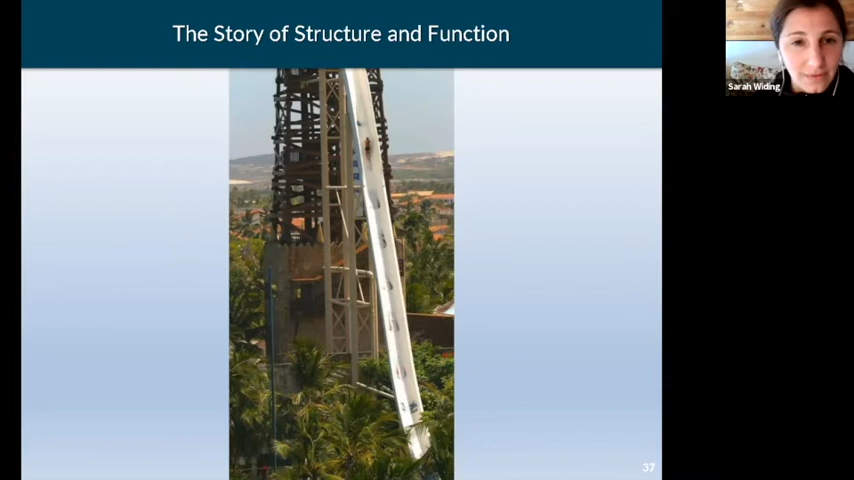 The Story of Structure and Function
Sarah Widing
37